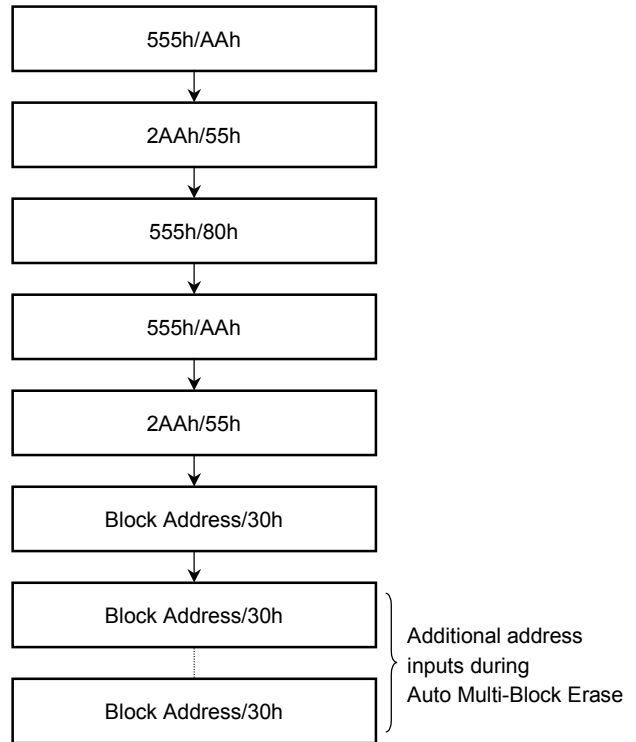 555h/AAh
2AAh/55h
555h/80h
555h/AAh
2AAh/55h
Block Address/30h
Block Address/30h
Additional address
inputs during
Auto Multi-Block Erase
Block Address/30h